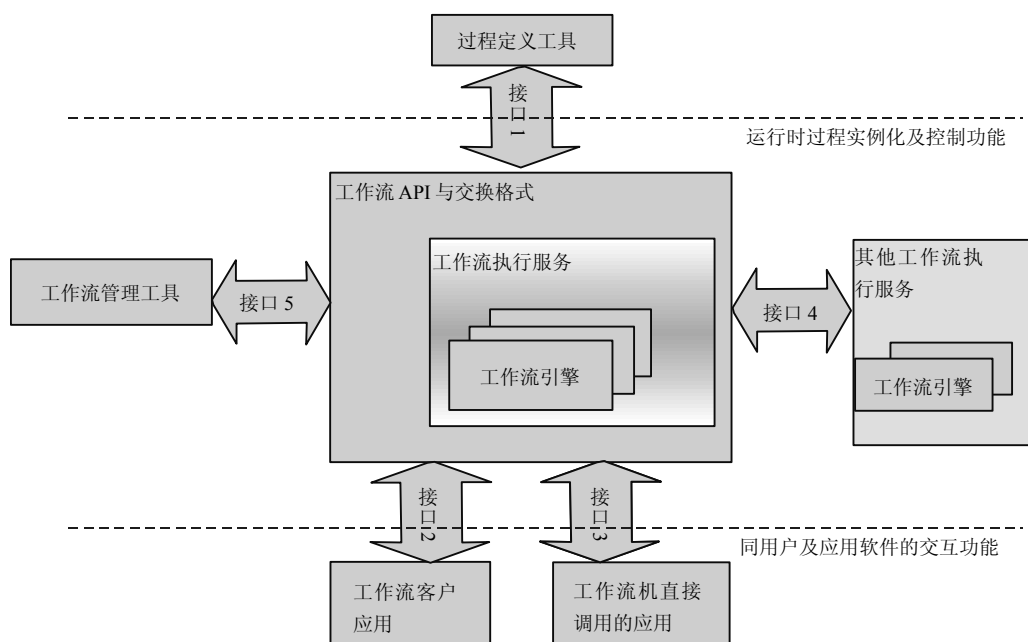 过程定义工具
接口 1
运行时过程实例化及控制功能
工作流 API 与交换格式
工作流执行服务
工作流引擎
工作流管理工具
接口 5
接口 4
其他工作流执
行服务
工作流引擎
接口 2
接口 3
同用户及应用软件的交互功能
工作流客户
应用
工作流机直接
调用的应用